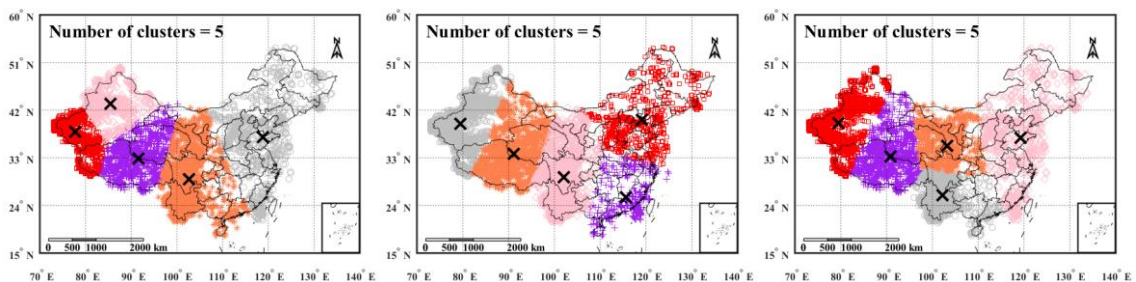 Number of clusters = 5
N
60° N
51° N
42° N
33° N
24° N
15° N
0 500 1000 2000 km
70° E 80° E 90° E 100° E 110° E 120° E 130° E 140° E
Number of clusters = 5
N
60° N
51° N
42° N
33° N
24° N
15° N
0 500 1000 2000 km
70° E 80° E 90° E 100° E 110° E 120° E 130° E 140° E
Number of clusters = 5
N
60° N
51° N
42° N
33° N
24° N
15° N
0 500 1000 2000 km
70° E 80° E 90° E 100° E 110° E 120° E 130° E 140° E